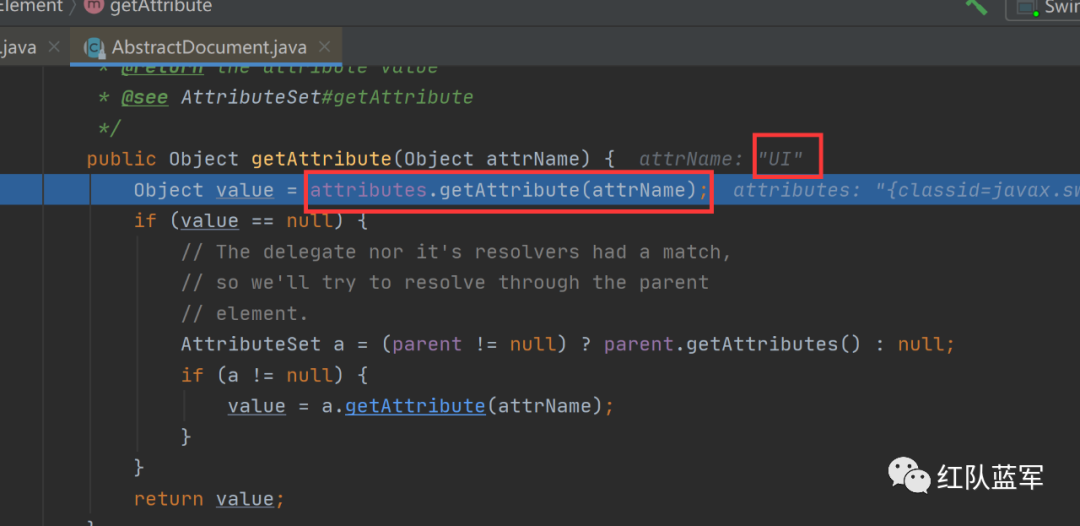 Element 〉 m getAttribute Swin
.java × C AbstractDocument.java ×
* @return the attribute value
* @see AttributeSet#getAttribute
*/
public Object getAttribute(Object attrName) { attrName: "UI"
Object value = attributes.getAttribute(attrName); attributes: "{classid=javax.sw
if (value == null) {
// The delegate nor it's resolvers had a match,
// so we'll try to resolve through the parent
// element.
AttributeSet a = (parent != null) ? parent.getAttributes() : null;
if (a != null) {
value = a.getAttribute(attrName);
}
}
return value;
}
红队蓝军